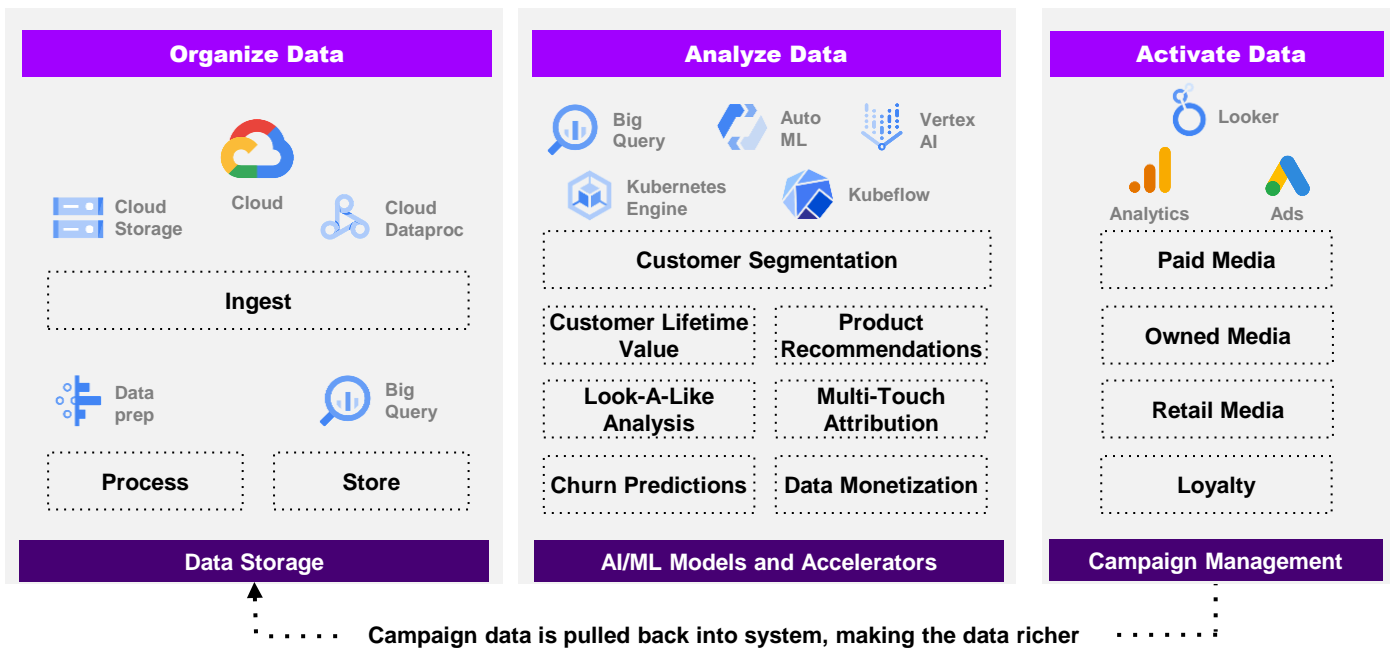 Organize Data
Cloud
Storage
Cloud
Cloud
Dataproc
Ingest
Data
prep
Big
Query
Process
Store
Data Storage
Analyze Data
Big
Query
Auto
ML
Vertex
AI
Kubernetes
Engine
Kubeflow
Customer Segmentation
Customer Lifetime
Value
Product
Recommendations
Look-A-Like
Analysis
Multi-Touch
Attribution
Churn Predictions
Data Monetization
AI/ML Models and Accelerators
Activate Data
Looker
Analytics
Ads
Paid Media
Owned Media
Retail Media
Loyalty
Campaign Management
Campaign data is pulled back into system, making the data richer